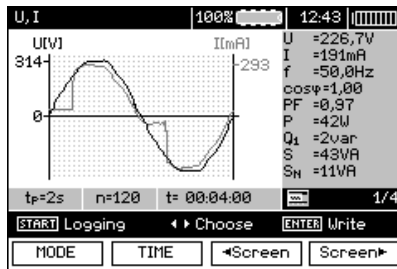 U,I 100% 12:43
U[V] I[mA]
314 293
0
U =226,7V
I =191mA
f =50,0Hz
cosφ=1,00
PF =0,97
P =42W
Q₁ =2var
S =43VA
Sɴ =11VA
tₚ=2s n=120 t= 00:04:00 1/4
START Logging ◂ ▸ Choose ENTER Write
MODE TIME ◄Screen Screen►